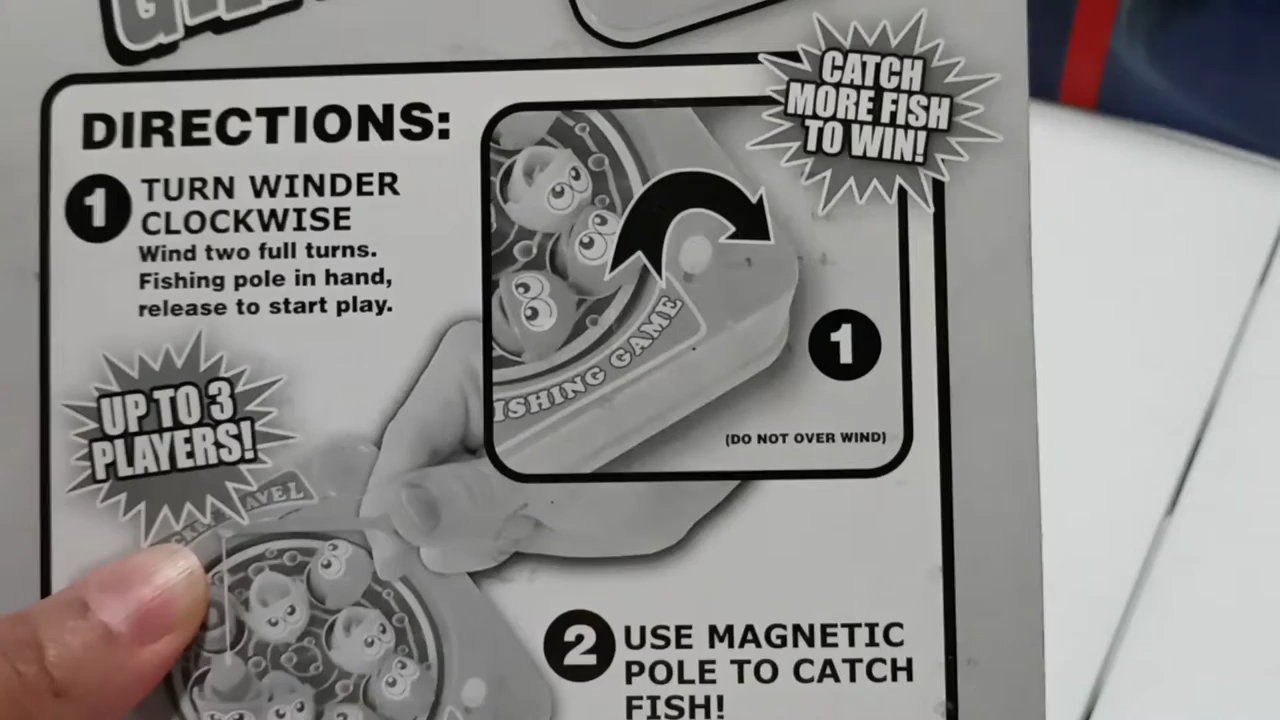 DIRECTIONS:
1 TURN WINDER
CLOCKWISE
Wind two full turns.
Fishing pole in hand,
release to start play.
CATCH
MORE FISH
TO WIN!
ISHING GAME
1
(DO NOT OVER WIND)
UP TO 3
PLAYERS!
AVEL
2 USE MAGNETIC
POLE TO CATCH
FISH!